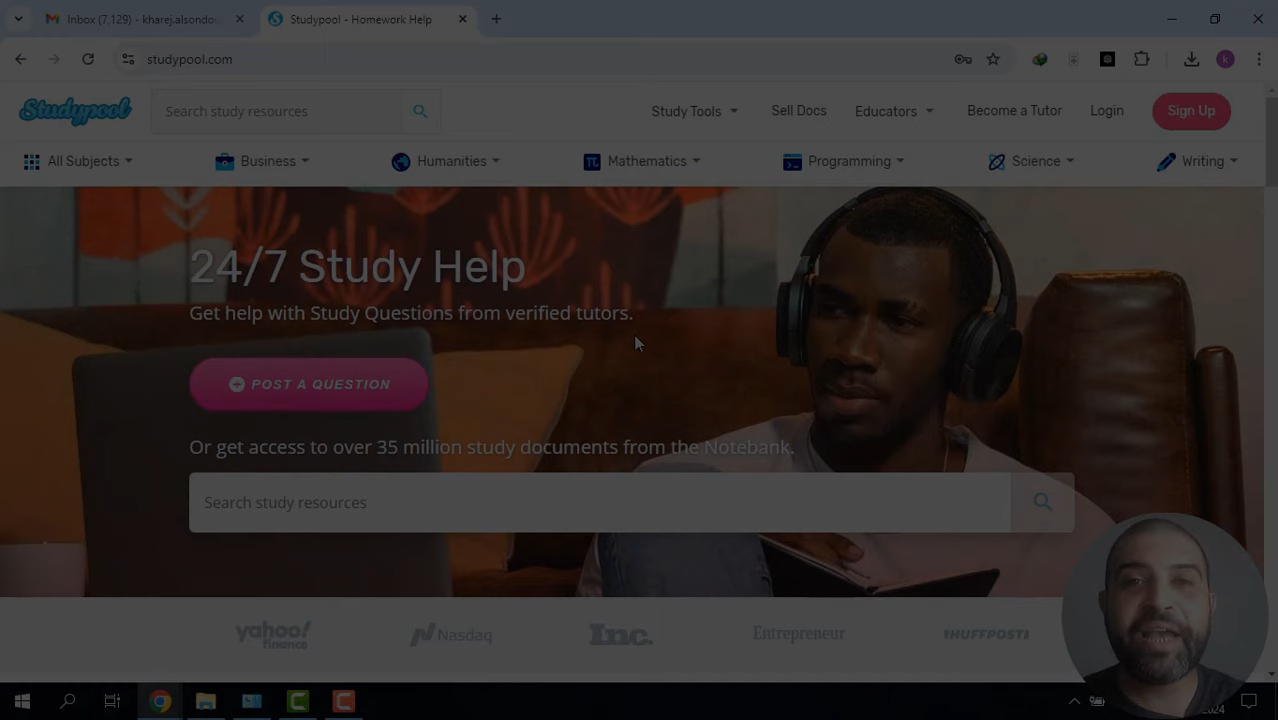 Inbox (7,129) - kharej.alsondos
Studypool - Homework Help
studypool.com
Studypool
Search study resources
Study Tools
Sell Docs
Educators
Become a Tutor
Login
Sign Up
All Subjects
Business
Humanities
Mathematics
Programming
Science
Writing
24/7 Study Help
Get help with Study Questions from verified tutors.
POST A QUESTION
Or get access to over 35 million study documents from the Notebank.
Search study resources
yahoo!
finance
Nasdaq
Inc.
Entrepreneur
IHUFFPOSTI
2024